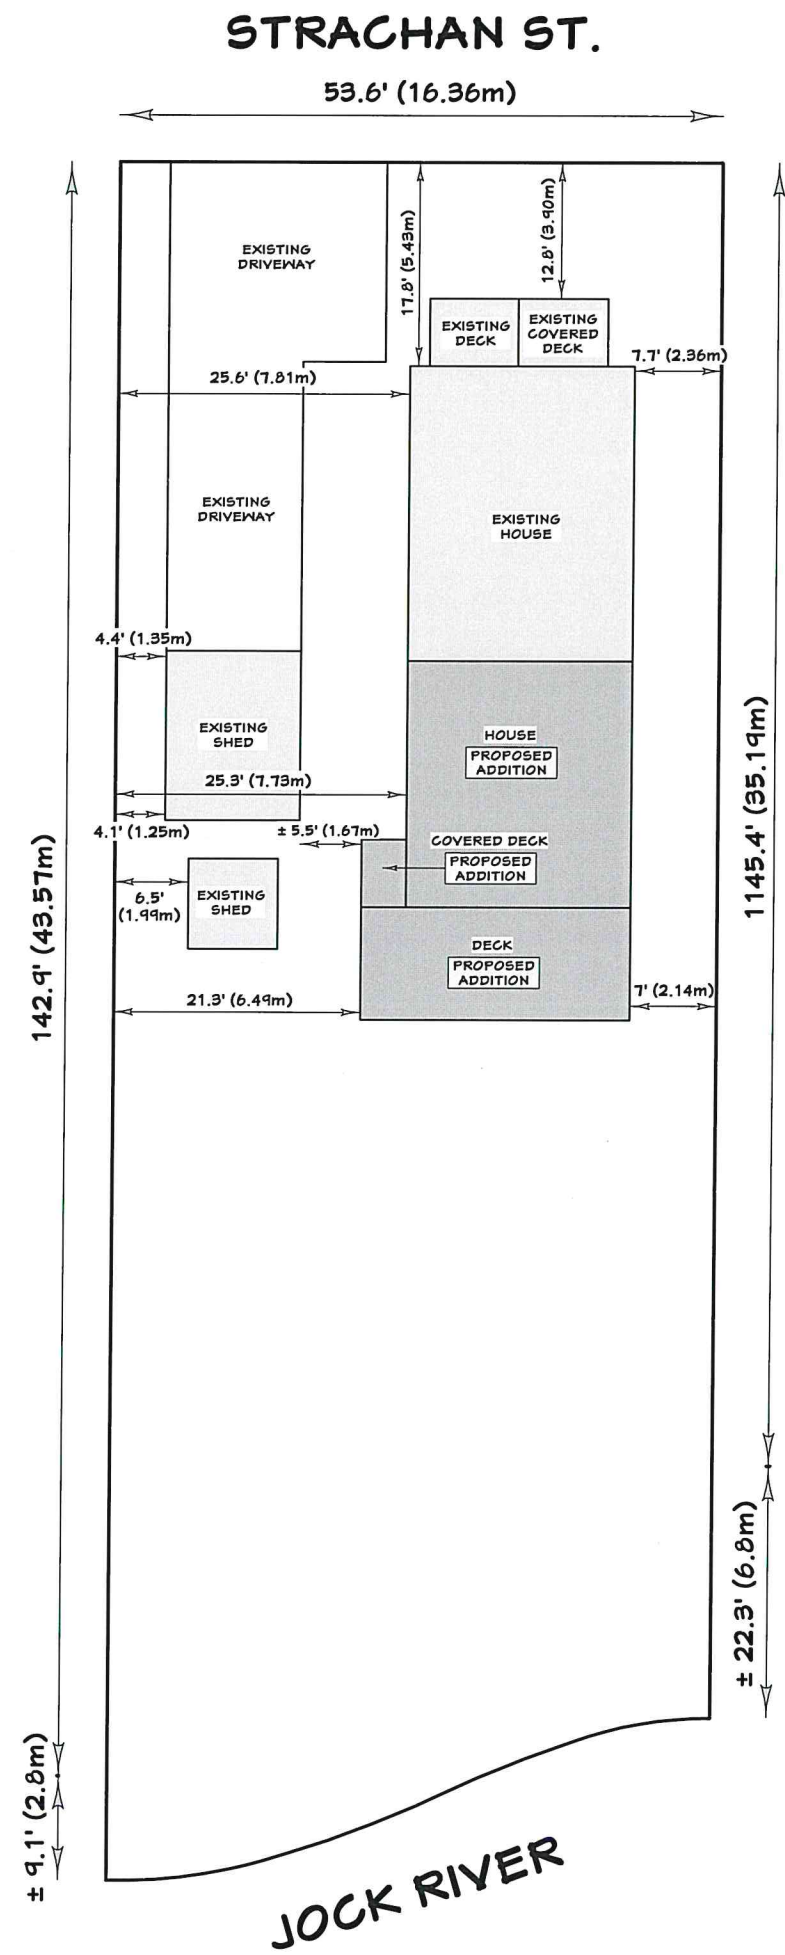 STRACHAN ST.
53.6' (16.36m)
EXISTING
DRIVEWAY
17.8' (5.43m)
12.8' (3.90m)
EXISTING
DECK
EXISTING
COVERED
DECK
7.7' (2.36m)
25.6' (7.81m)
EXISTING
DRIVEWAY
EXISTING
HOUSE
4.4' (1.35m)
EXISTING
SHED
HOUSE
PROPOSED
ADDITION
25.3' (7.73m)
4.1' (1.25m)
± 5.5' (1.67m)
COVERED DECK
PROPOSED
ADDITION
6.5'
(1.99m)
EXISTING
SHED
DECK
PROPOSED
ADDITION
21.3' (6.49m)
7' (2.14m)
142.9' (43.57m)
1145.4' (35.19m)
± 22.3' (6.8m)
± 9.1' (2.8m)
JOCK RIVER